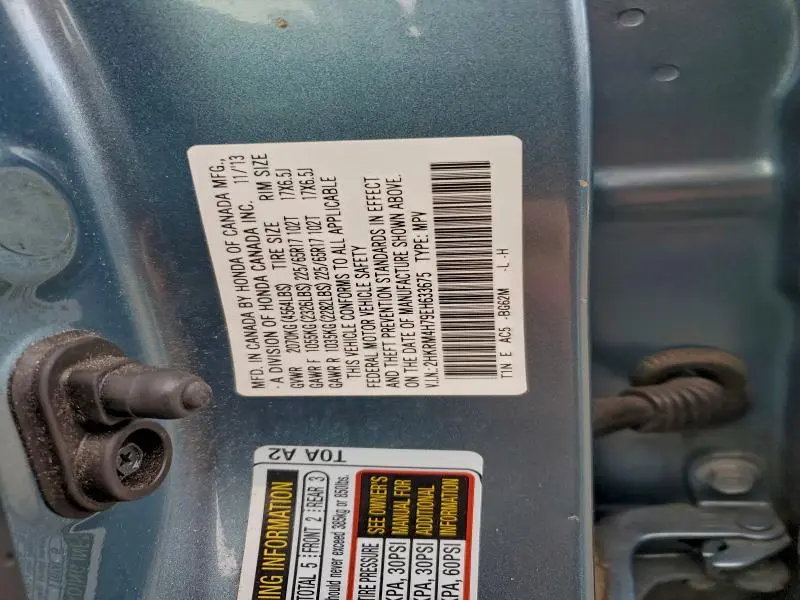 MFD. IN CANADA BY HONDA OF CANADA MFG.,
- A DIVISION OF HONDA CANADA INC. 11/13
GVWR 2070KG(4564LBS) TIRE SIZE RIM SIZE
GAWR F 1055KG(2326LBS) 225/65R17 102T 17X6.5J
GAWR R 1035KG(2282LBS) 225/65R17 102T 17X6.5J
THIS VEHICLE CONFORMS TO ALL APPLICABLE
FEDERAL MOTOR VEHICLE SAFETY
AND THEFT PREVENTION STANDARDS IN EFFECT
ON THE DATE OF MANUFACTURE SHOWN ABOVE.
V.I.N.:2HKRM4H79EH633675 TYPE: MPV
T1N E AC5 -BG62M -L -H
T0A A2
ING INFORMATION
TOTAL 5 FRONT 2 REAR 3
ould never exceed 385kg or 850lbs.
TIRE PRESSURE
SEE OWNER'S
MANUAL FOR
ADDITIONAL
INFORMATION
KPA, 30PSI
KPA, 30PSI
KPA, 60PSI